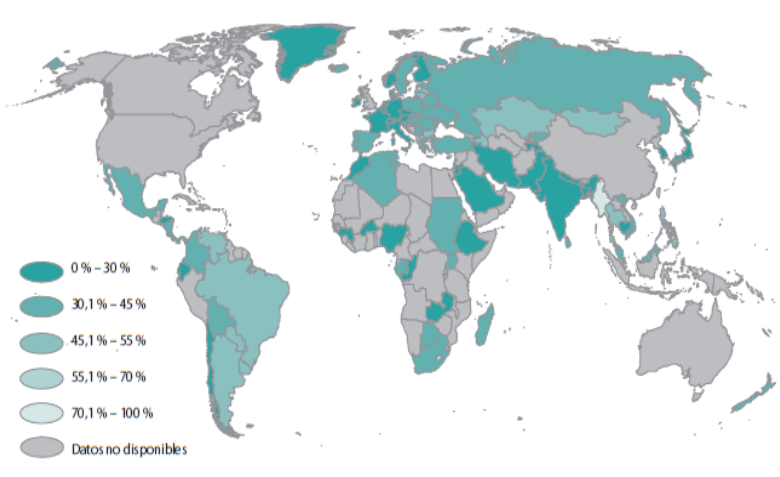 0 % – 30 %
30,1 % – 45 %
45,1 % – 55 %
55,1 % – 70 %
70,1 % – 100 %
Datos no disponibles